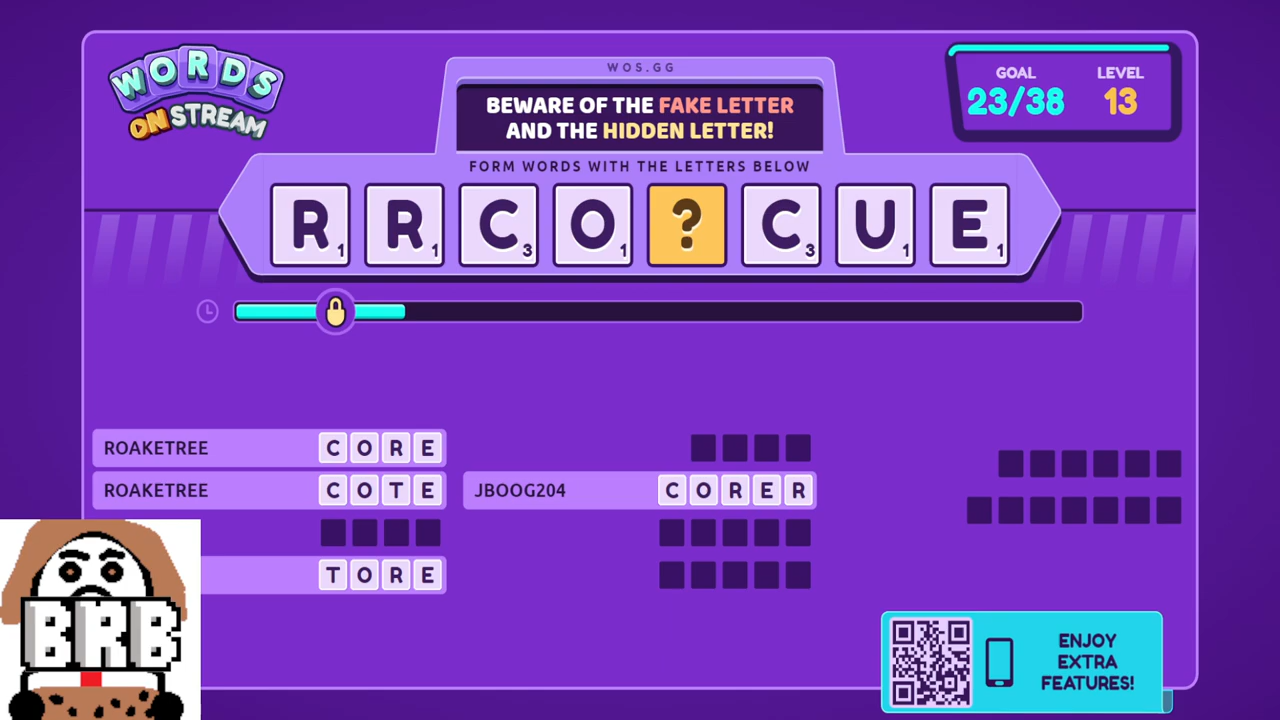 WORDS
ON STREAM
WOS.GG
BEWARE OF THE FAKE LETTER
AND THE HIDDEN LETTER!
GOAL
23/38
LEVEL
13
FORM WORDS WITH THE LETTERS BELOW
R1 R1 C3 O1 ? C3 U1 E1
ROAKETREE CORE
ROAKETREE COTE
TORE
JBOOG204 CORER
BRB
ENJOY
EXTRA
FEATURES!